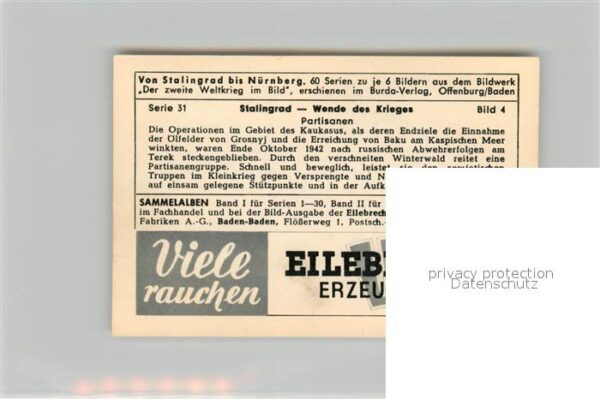 Von Stalingrad bis Nürnberg. 60 Serien zu je 6 Bildern aus dem Bildwerk
„Der zweite Weltkrieg im Bild", erschienen im Burda-Verlag, Offenburg/Baden
Serie 31 Stalingrad — Wende des Krieges Bild 4
Partisanen
Die Operationen im Gebiet des Kaukasus, als deren Endziele die Einnahme
der Ölfelder von Grosnyj und die Erreichung von Baku am Kaspischen Meer
winkten, waren Ende Oktober 1942 nach russischen Abwehrerfolgen am
Terek steckengeblieben. Durch den verschneiten Winterwald reitet eine
Partisanengruppe. Schnell und beweglich, leistet sie den sowjetischen
Truppen im Kleinkrieg gegen Versprengte und N
auf einsam gelegene Stützpunkte und in der Aufk
SAMMELALBEN Band I für Serien 1—30, Band II für
im Fachhandel und bei der Bild-Ausgabe der Eilebrech
Fabriken A.-G., Baden-Baden, Flößerweg 1, Postsch.
Viele
rauchen
EILEB
ERZEU
privacy protection
Datenschutz